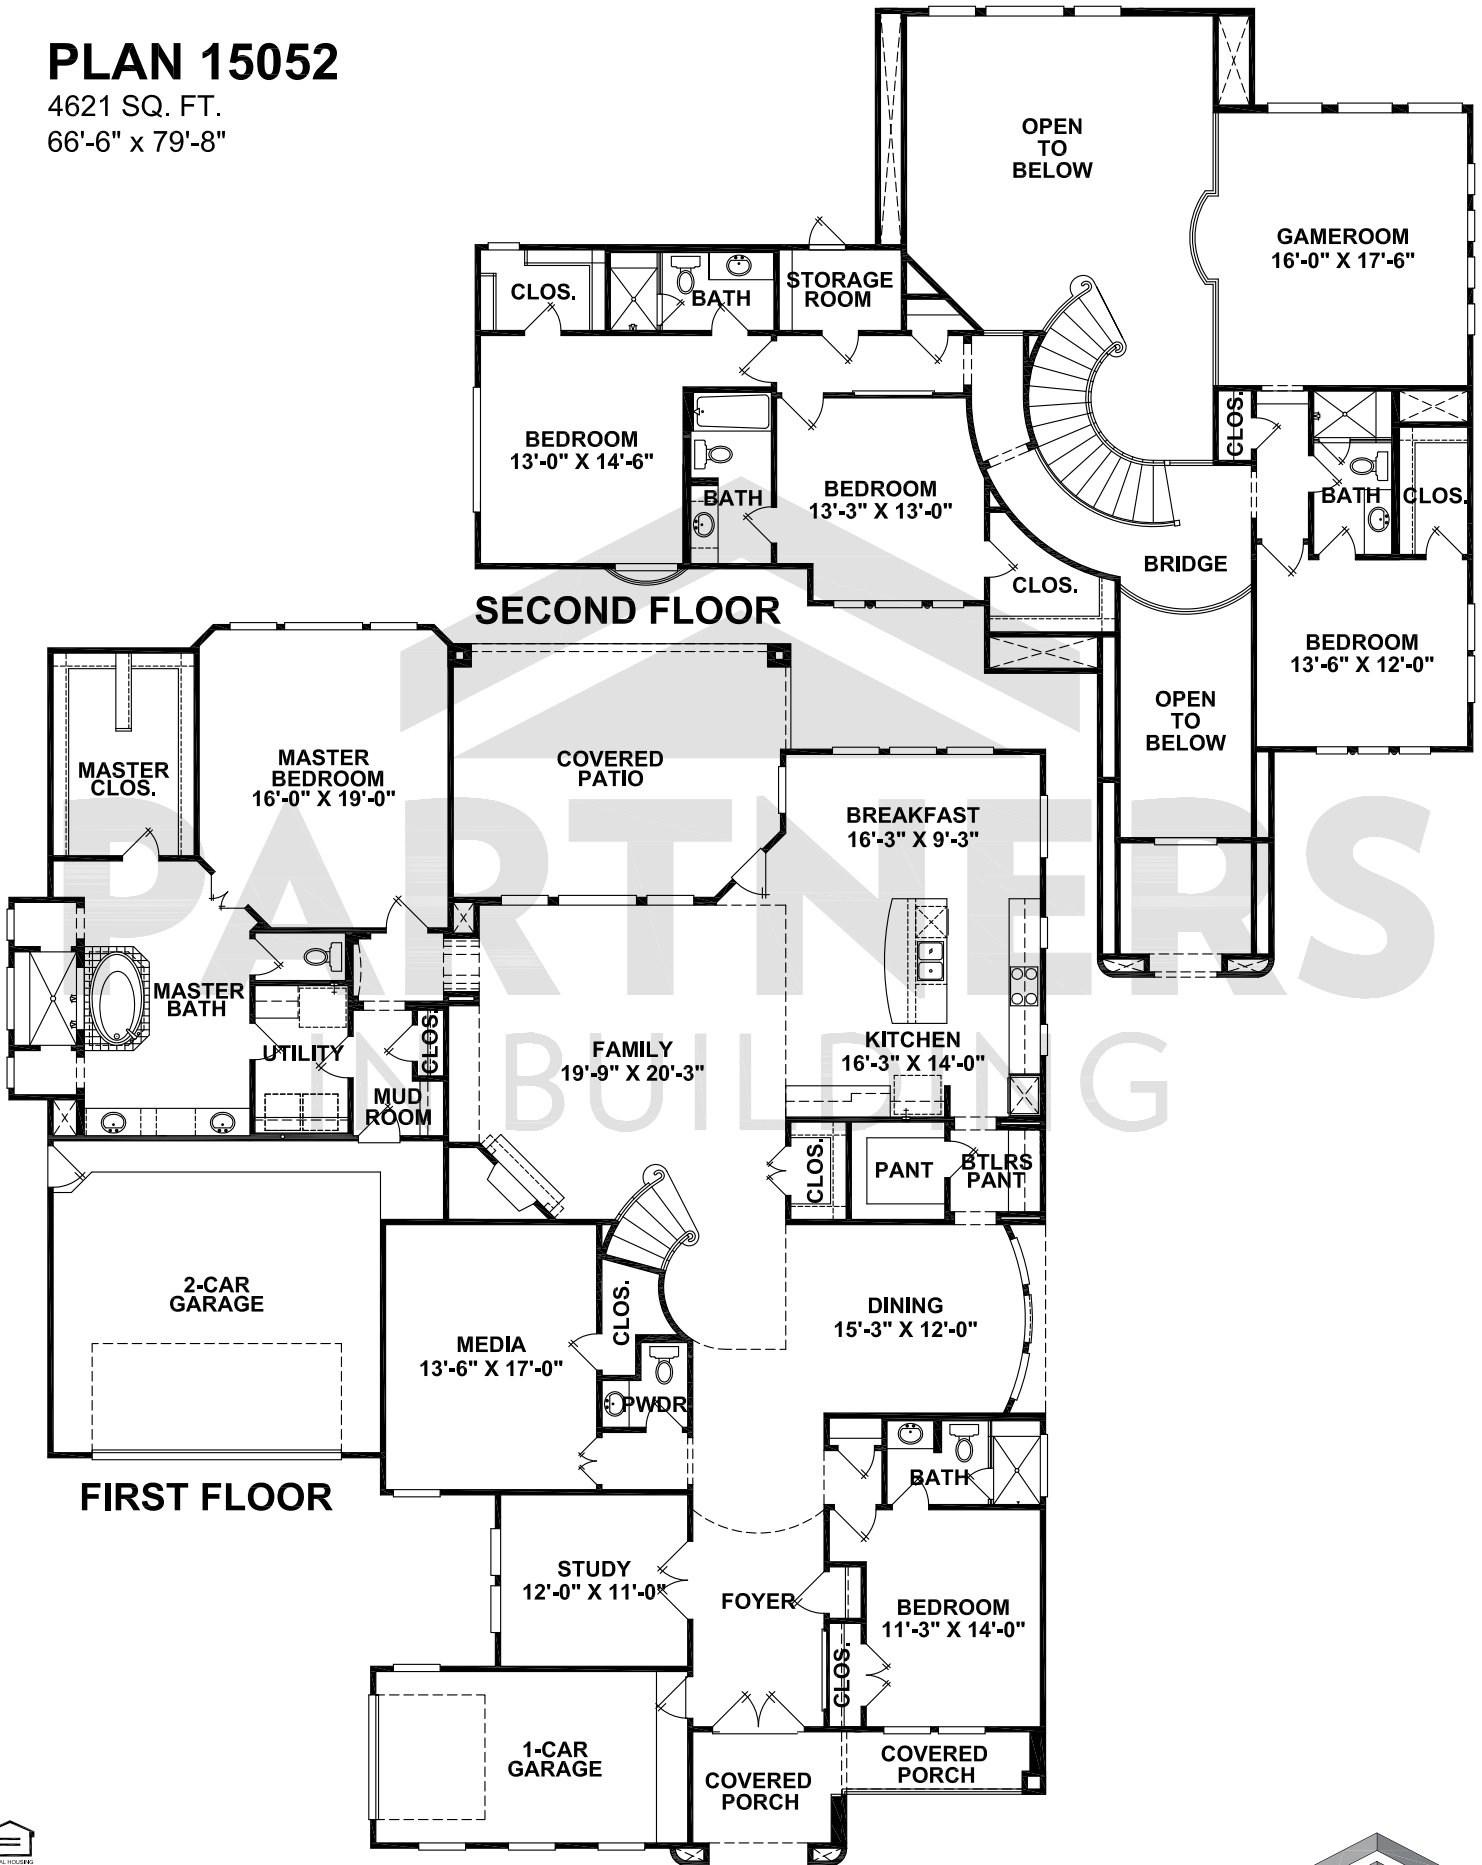 PLAN 15052
4621 SQ. FT.
66'-6" x 79'-8"
OPEN
TO
BELOW
GAMEROOM
16'-0" X 17'-6"
CLOS.
BATH
STORAGE
ROOM
BEDROOM
13'-0" X 14'-6"
BATH
BEDROOM
13'-3" X 13'-0"
CLOS.
BATH
CLOS.
CLOS.
BRIDGE
BEDROOM
13'-6" X 12'-0"
OPEN
TO
BELOW
SECOND FLOOR
MASTER
CLOS.
MASTER
BEDROOM
16'-0" X 19'-0"
COVERED
PATIO
BREAKFAST
16'-3" X 9'-3"
PARTNERS
IN BUILDING
MASTER
BATH
UTILITY
CLOS.
MUD
ROOM
FAMILY
19'-9" X 20'-3"
KITCHEN
16'-3" X 14'-0"
CLOS.
PANT
BTLRS
PANT
2-CAR
GARAGE
MEDIA
13'-6" X 17'-0"
CLOS.
PWDR
DINING
15'-3" X 12'-0"
FIRST FLOOR
BATH
STUDY
12'-0" X 11'-0"
FOYER
BEDROOM
11'-3" X 14'-0"
CLOS.
1-CAR
GARAGE
COVERED
PORCH
COVERED
PORCH